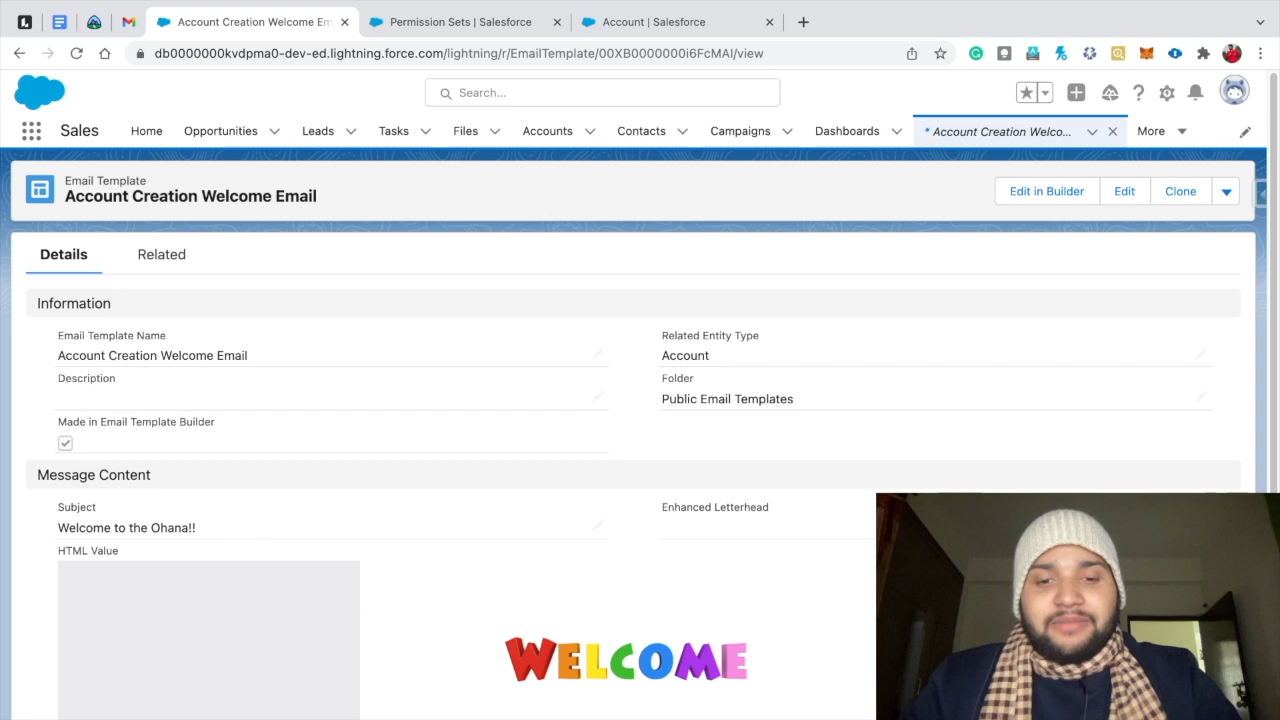 Account Creation Welcome Em
Permission Sets | Salesforce
Account | Salesforce
db0000000kvdpma0-dev-ed.lightning.force.com/lightning/r/EmailTemplate/00XB0000000i6FcMAI/view
Search...
Sales
Home
Opportunities
Leads
Tasks
Files
Accounts
Contacts
Campaigns
Dashboards
* Account Creation Welco...
More
Email Template
Account Creation Welcome Email
Edit in Builder
Edit
Clone
Details
Related
Information
Email Template Name
Account Creation Welcome Email
Related Entity Type
Account
Description
Folder
Public Email Templates
Made in Email Template Builder
Message Content
Subject
Welcome to the Ohana!!
Enhanced Letterhead
HTML Value
WELCOME